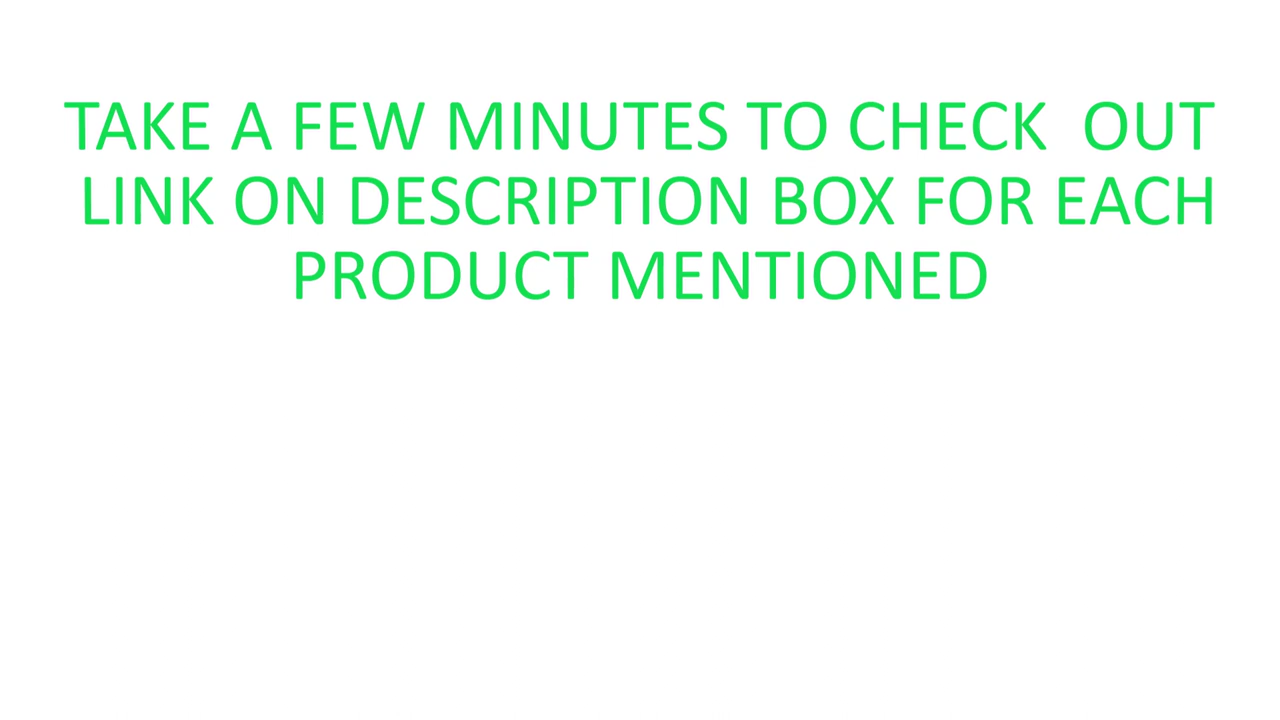 TAKE A FEW MINUTES TO CHECK  OUT
LINK ON DESCRIPTION BOX FOR EACH
PRODUCT MENTIONED